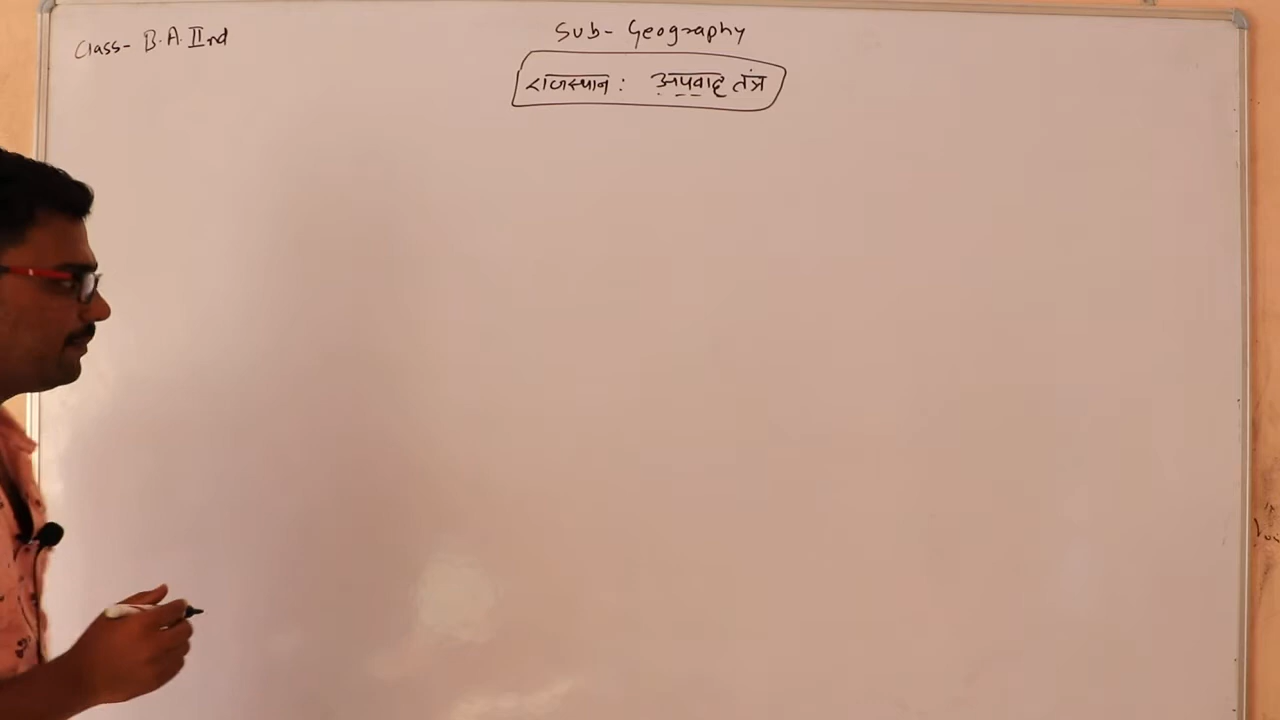 Class- B.A. IInd
Sub- Geography
राजस्थान : अपवाह तंत्र